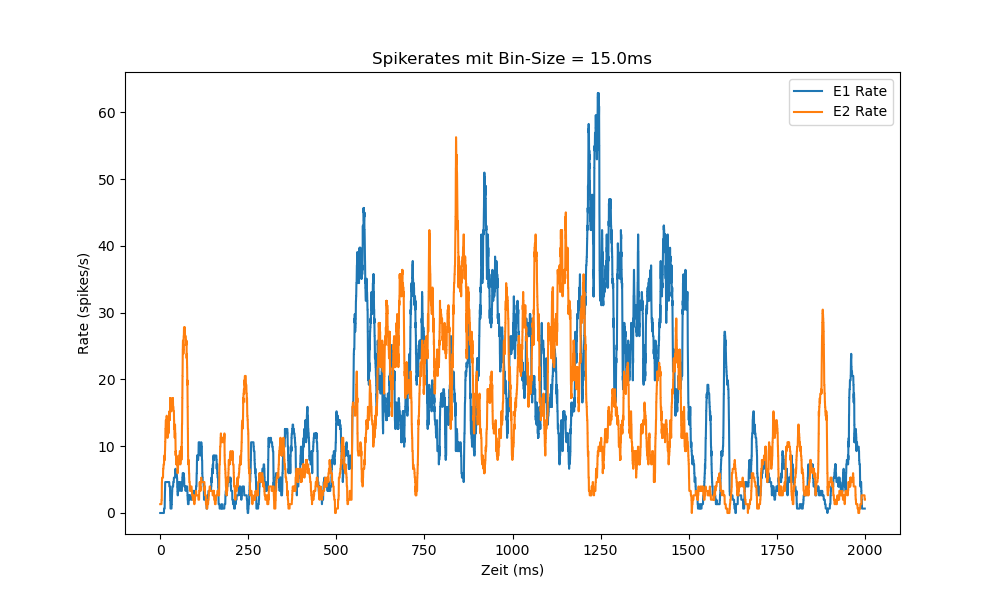 Spikerates mit Bin-Size = 15.0ms
E1 Rate
E2 Rate
60
50
40
30
20
10
0
Rate (spikes/s)
0 250 500 750 1000 1250 1500 1750 2000
Zeit (ms)